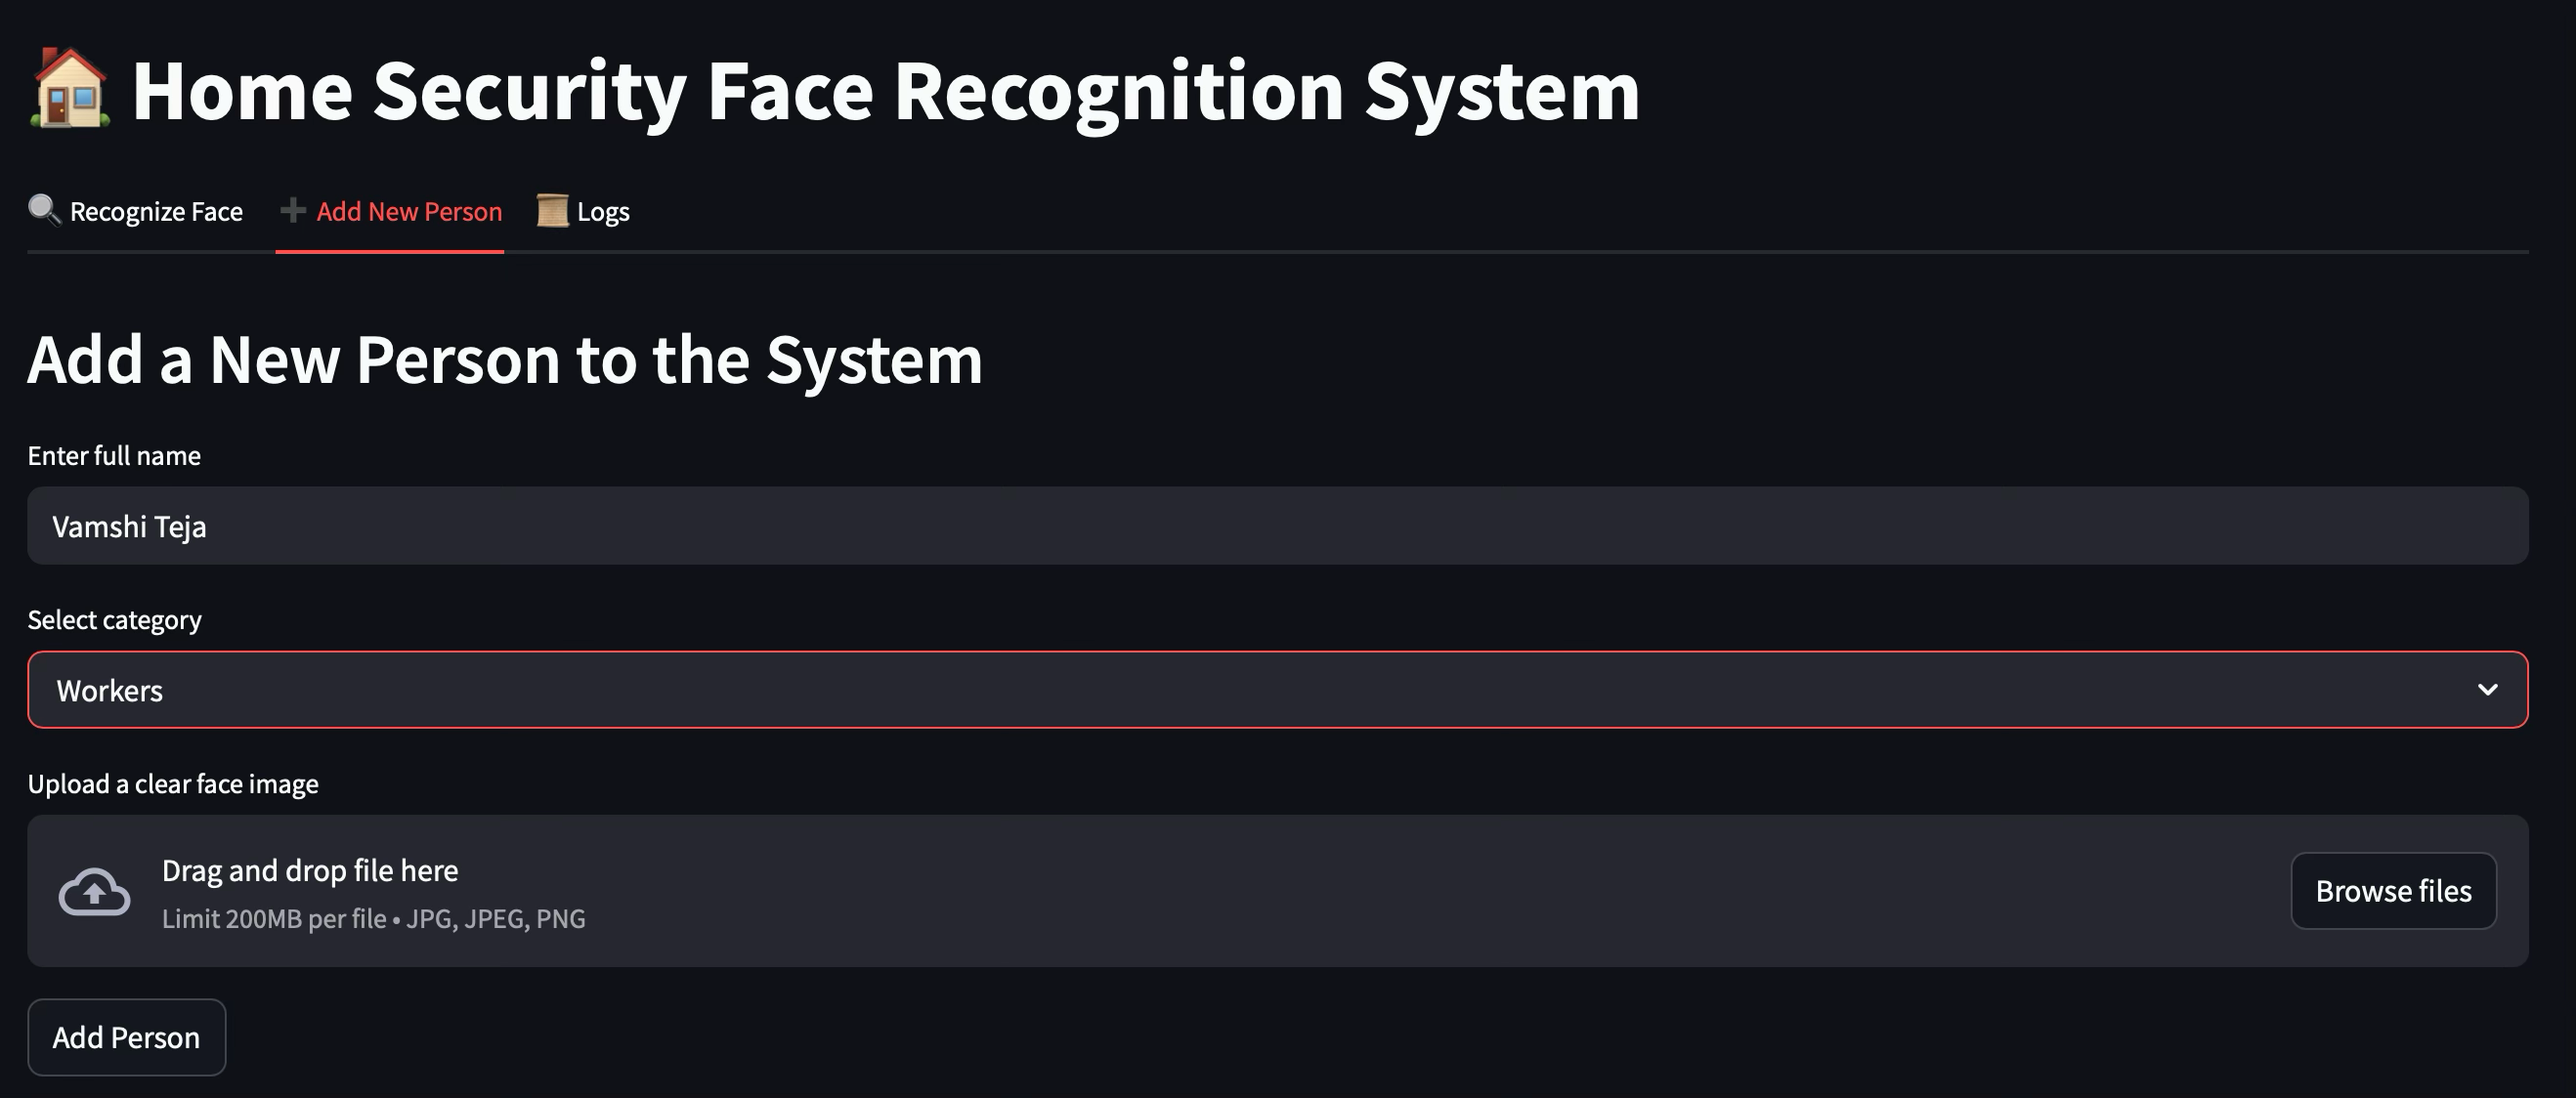 Home Security Face Recognition System
Recognize Face
Add New Person
Logs
Add a New Person to the System
Enter full name
Vamshi Teja
Select category
Workers
Upload a clear face image
Drag and drop file here
Limit 200MB per file • JPG, JPEG, PNG
Browse files
Add Person